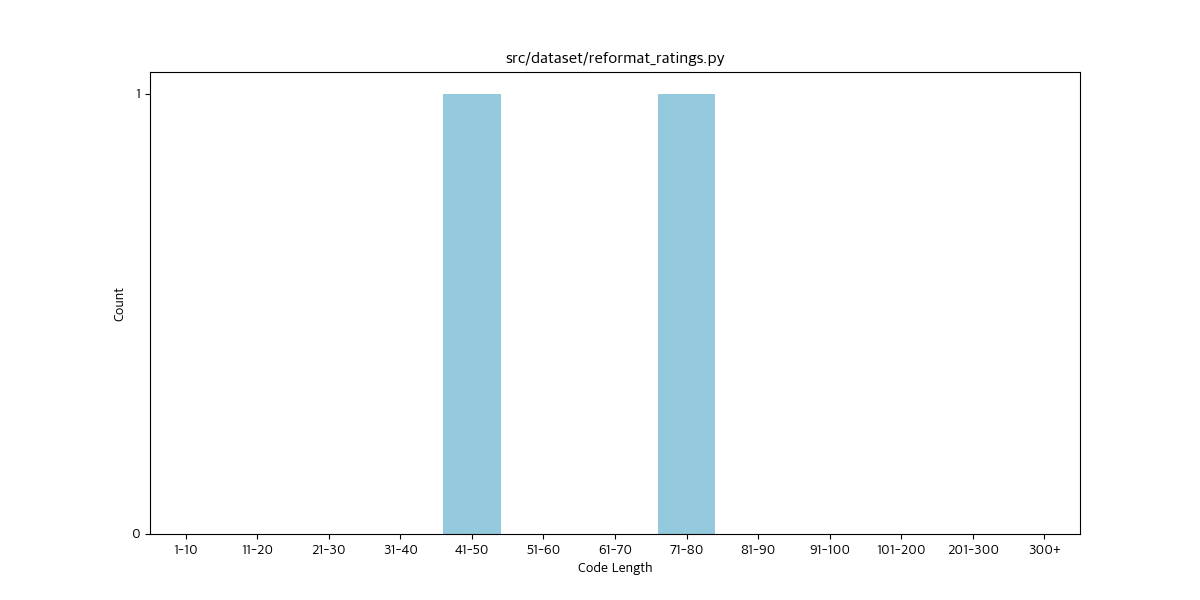 src/dataset/reformat_ratings.py
1
Count
0
1-10 11-20 21-30 31-40 41-50 51-60 61-70 71-80 81-90 91-100 101-200 201-300 300+
Code Length